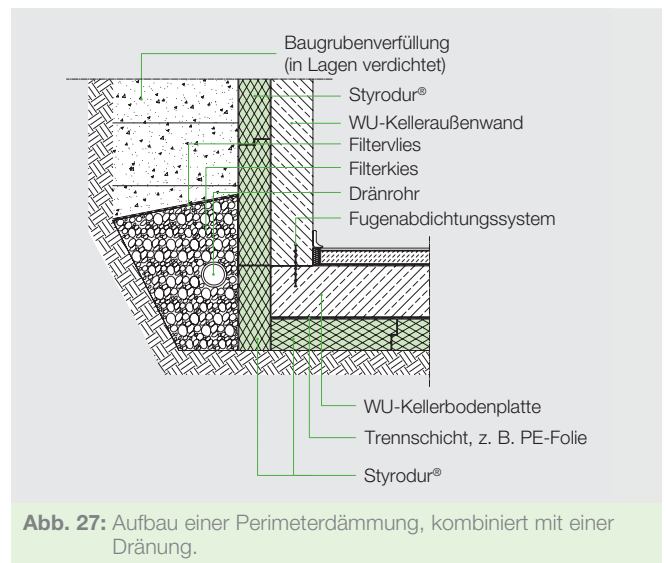 Baugrubenverfüllung
(in Lagen verdichtet)
Styrodur®
WU-Kelleraußenwand
Filtervlies
Filterkies
Dränrohr
Fugenabdichtungssystem
WU-Kellerbodenplatte
Trennschicht, z. B. PE-Folie
Styrodur®
Abb. 27: Aufbau einer Perimeterdämmung, kombiniert mit einer
Dränung.